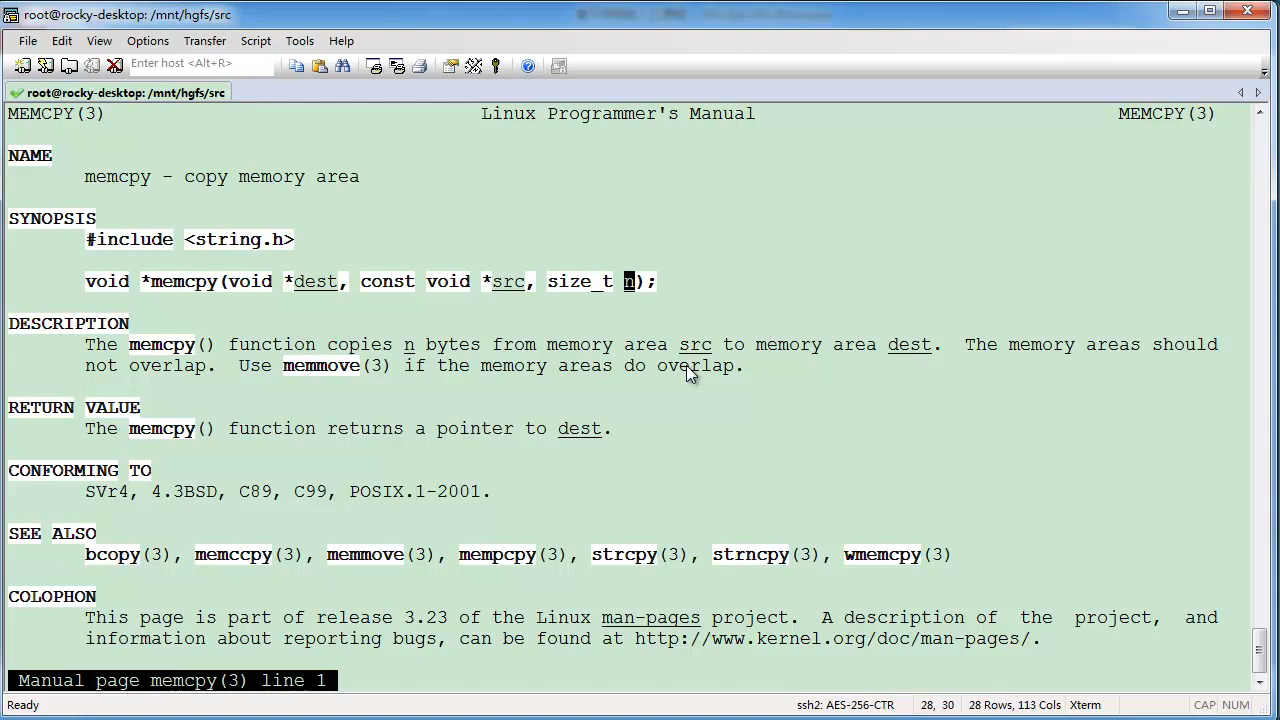 root@rocky-desktop: /mnt/hgfs/src
File Edit View Options Transfer Script Tools Help
Enter host <Alt+R>
root@rocky-desktop: /mnt/hgfs/src
MEMCPY(3) Linux Programmer's Manual MEMCPY(3)
NAME
memcpy - copy memory area
SYNOPSIS
#include <string.h>
void *memcpy(void *dest, const void *src, size_t n);
DESCRIPTION
The memcpy() function copies n bytes from memory area src to memory area dest. The memory areas should
not overlap. Use memmove(3) if the memory areas do overlap.
RETURN VALUE
The memcpy() function returns a pointer to dest.
CONFORMING TO
SVr4, 4.3BSD, C89, C99, POSIX.1-2001.
SEE ALSO
bcopy(3), memccpy(3), memmove(3), mempcpy(3), strcpy(3), strncpy(3), wmemcpy(3)
COLOPHON
This page is part of release 3.23 of the Linux man-pages project. A description of the project, and
information about reporting bugs, can be found at http://www.kernel.org/doc/man-pages/.
Manual page memcpy(3) line 1
Ready ssh2: AES-256-CTR 28, 30 28 Rows, 113 Cols Xterm CAP NUM